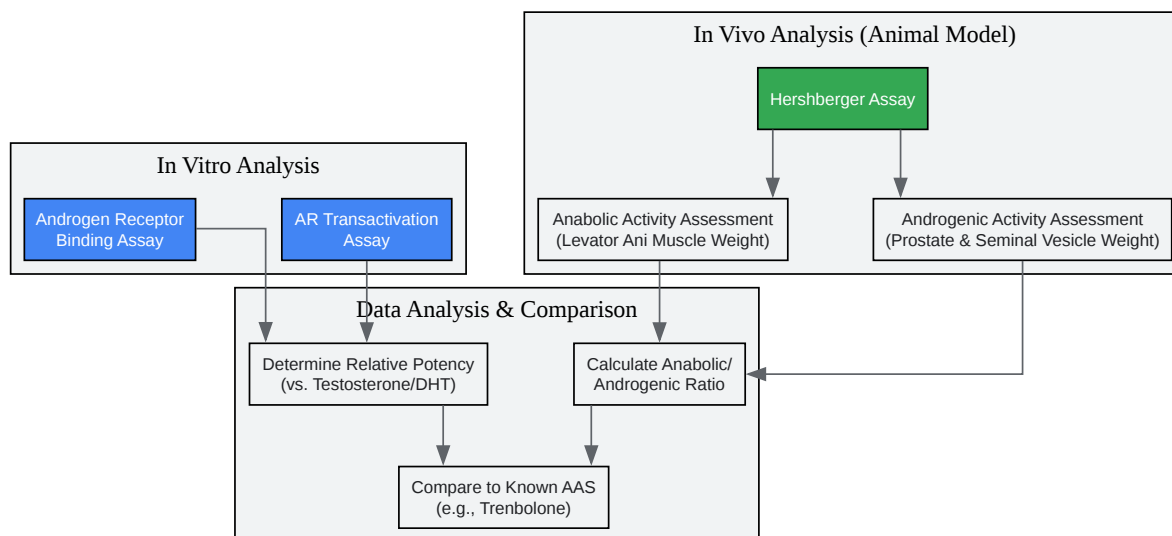 In Vivo Analysis (Animal Model)
Hershberger Assay
In Vitro Analysis
Androgen Receptor
Binding Assay
AR Transactivation
Assay
Anabolic Activity Assessment
(Levator Ani Muscle Weight)
Androgenic Activity Assessment
(Prostate & Seminal Vesicle Weight)
Data Analysis & Comparison
Determine Relative Potency
(vs. Testosterone/DHT)
Calculate Anabolic/
Androgenic Ratio
Compare to Known AAS
(e.g., Trenbolone)